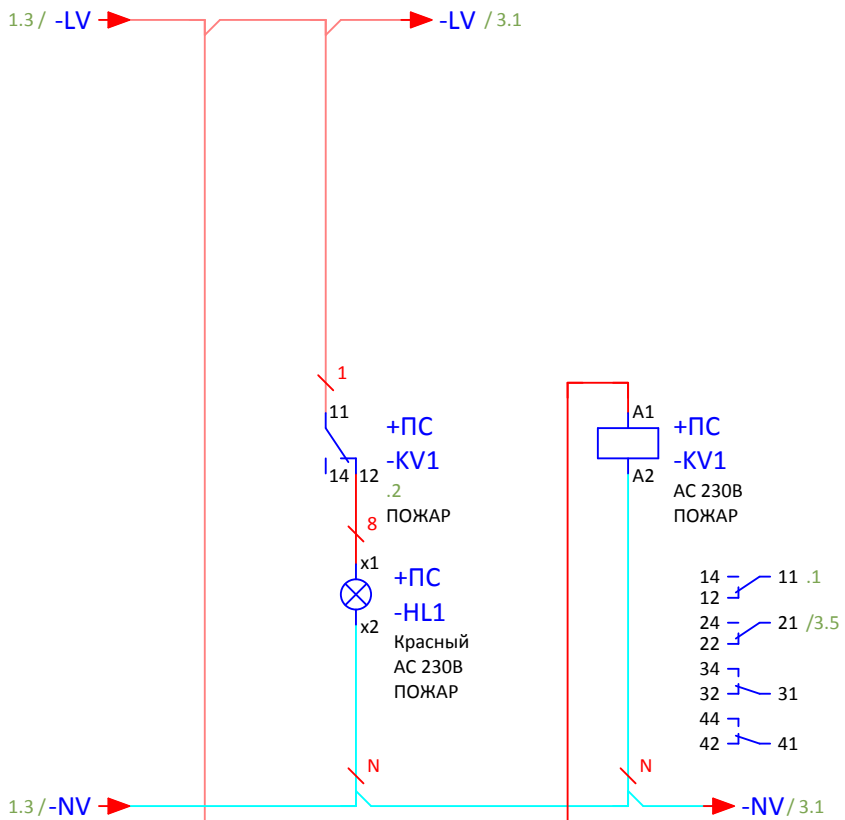 1.3 / -LV
-LV / 3.1
1
11
+ПС
-KV1
14 12
.2
ПОЖАР
8
x1
+ПС
-HL1
x2
Красный
AC 230В
ПОЖАР
N
A1
+ПС
-KV1
A2
AC 230В
ПОЖАР
14 11 .1
12
24 21 /3.5
22
34
32 31
44
42 41
N
1.3 / -NV
-NV / 3.1